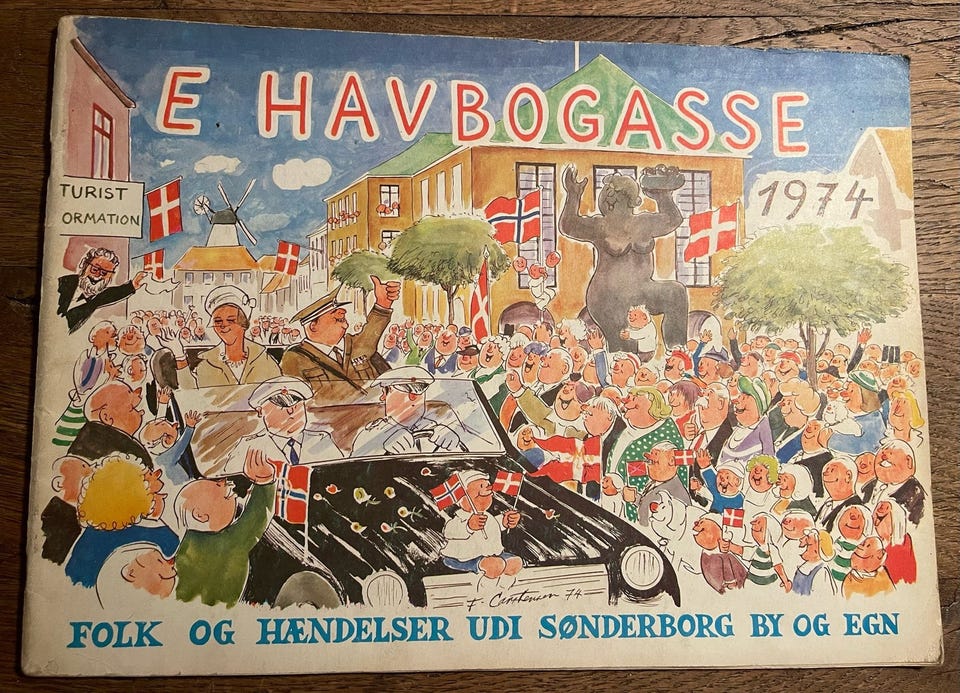 E HAVBOGASSE
1974
TURIST
ORMATION
F. Carstensen 74
FOLK OG HÆNDELSER UDI SØNDERBORG BY OG EGN